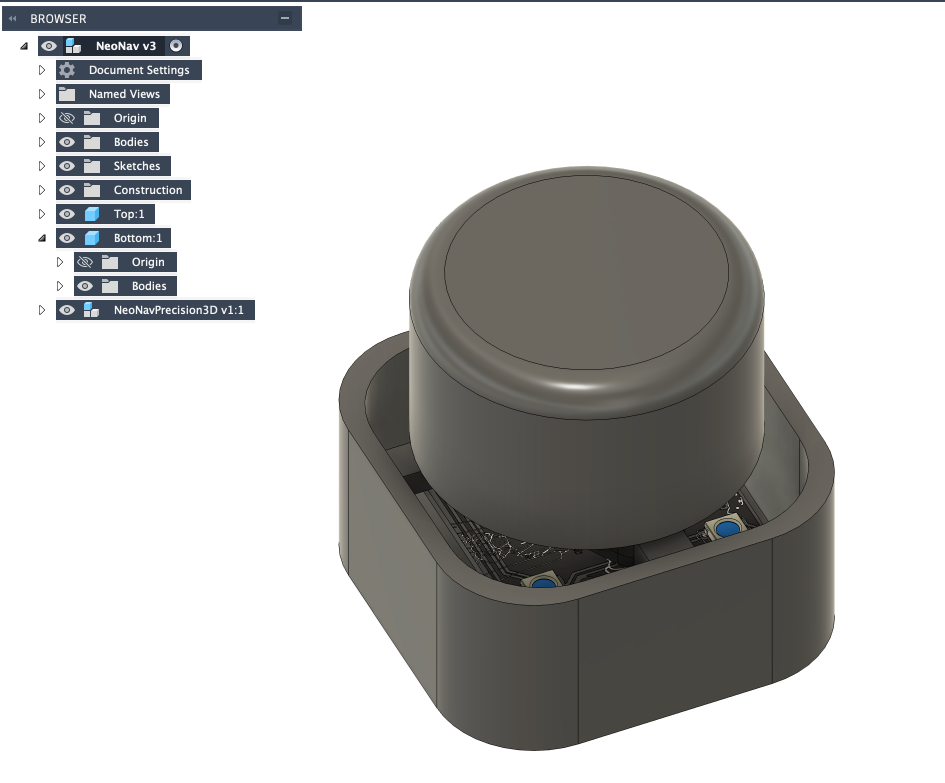 BROWSER
NeoNav v3
Document Settings
Named Views
Origin
Bodies
Sketches
Construction
Top:1
Bottom:1
Origin
Bodies
NeoNavPrecision3D v1:1